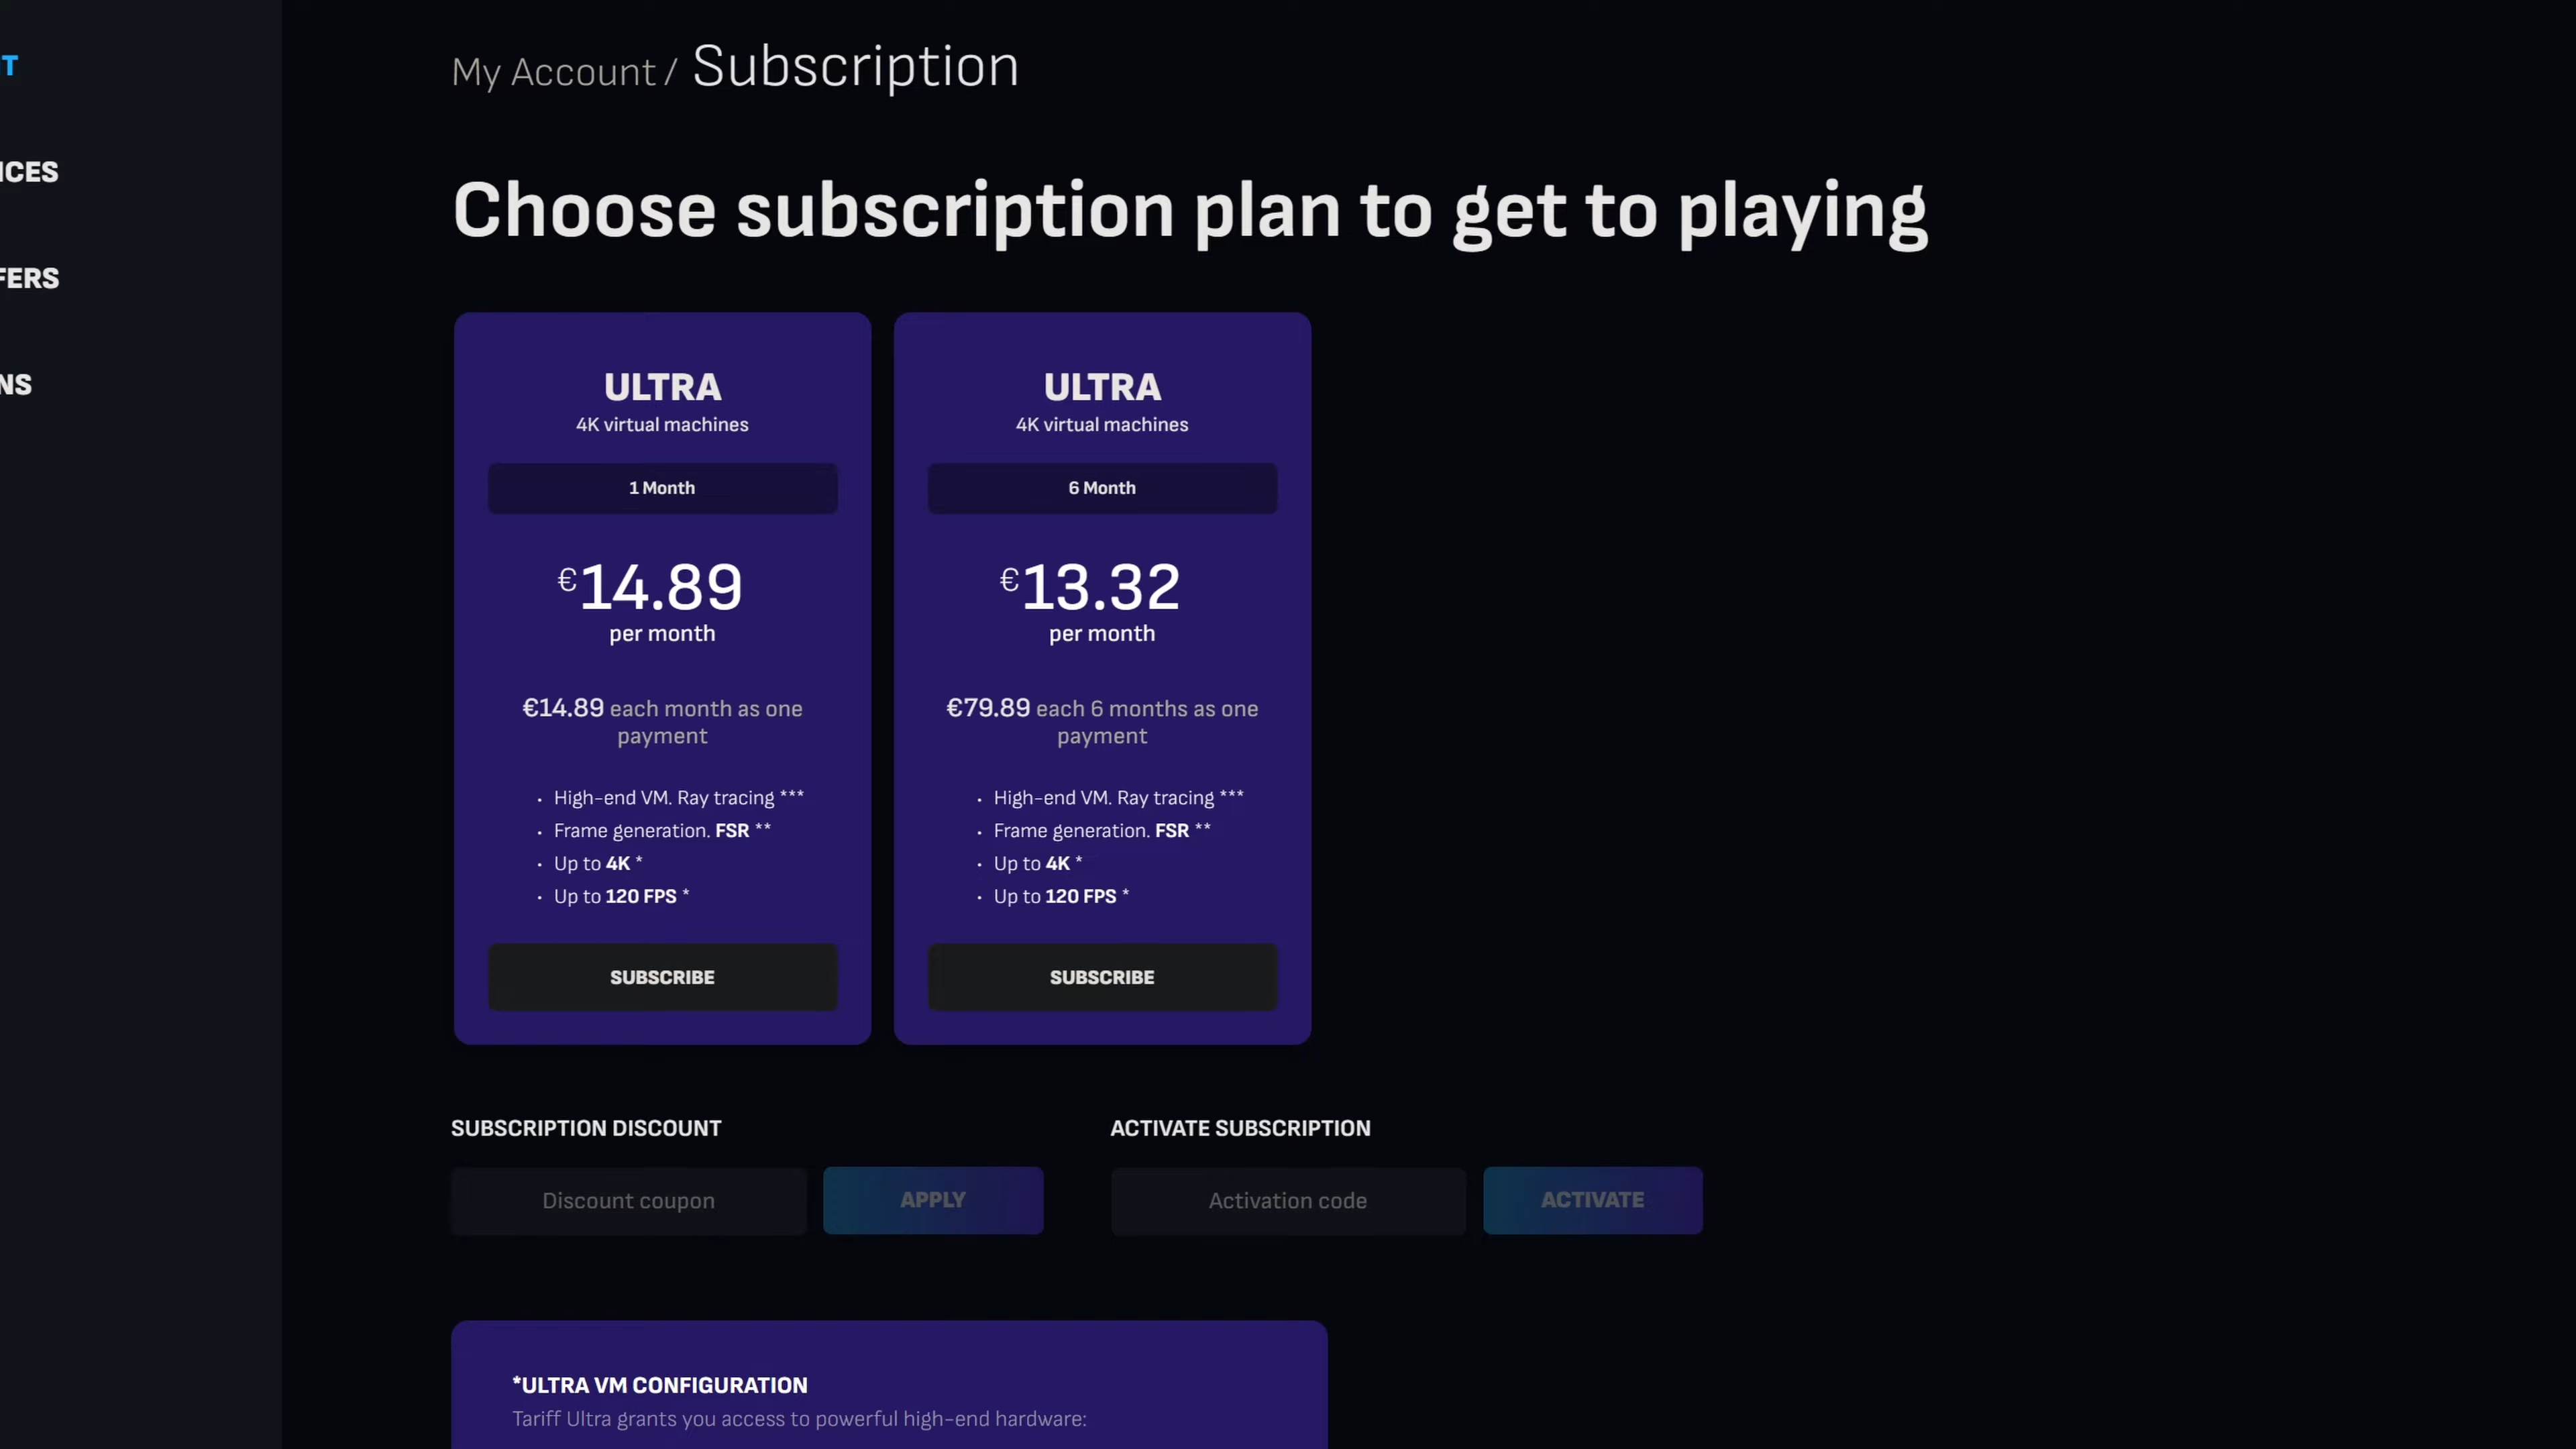 T
ICES
FERS
NS
My Account / Subscription
Choose subscription plan to get to playing
ULTRA
4K virtual machines
1 Month
€14.89
per month
€14.89 each month as one
payment
• High-end VM. Ray tracing ***
• Frame generation. FSR **
• Up to 4K *
• Up to 120 FPS *
SUBSCRIBE
ULTRA
4K virtual machines
6 Month
€13.32
per month
€79.89 each 6 months as one
payment
• High-end VM. Ray tracing ***
• Frame generation. FSR **
• Up to 4K *
• Up to 120 FPS *
SUBSCRIBE
SUBSCRIPTION DISCOUNT
Discount coupon
APPLY
ACTIVATE SUBSCRIPTION
Activation code
ACTIVATE
*ULTRA VM CONFIGURATION
Tariff Ultra grants you access to powerful high-end hardware: